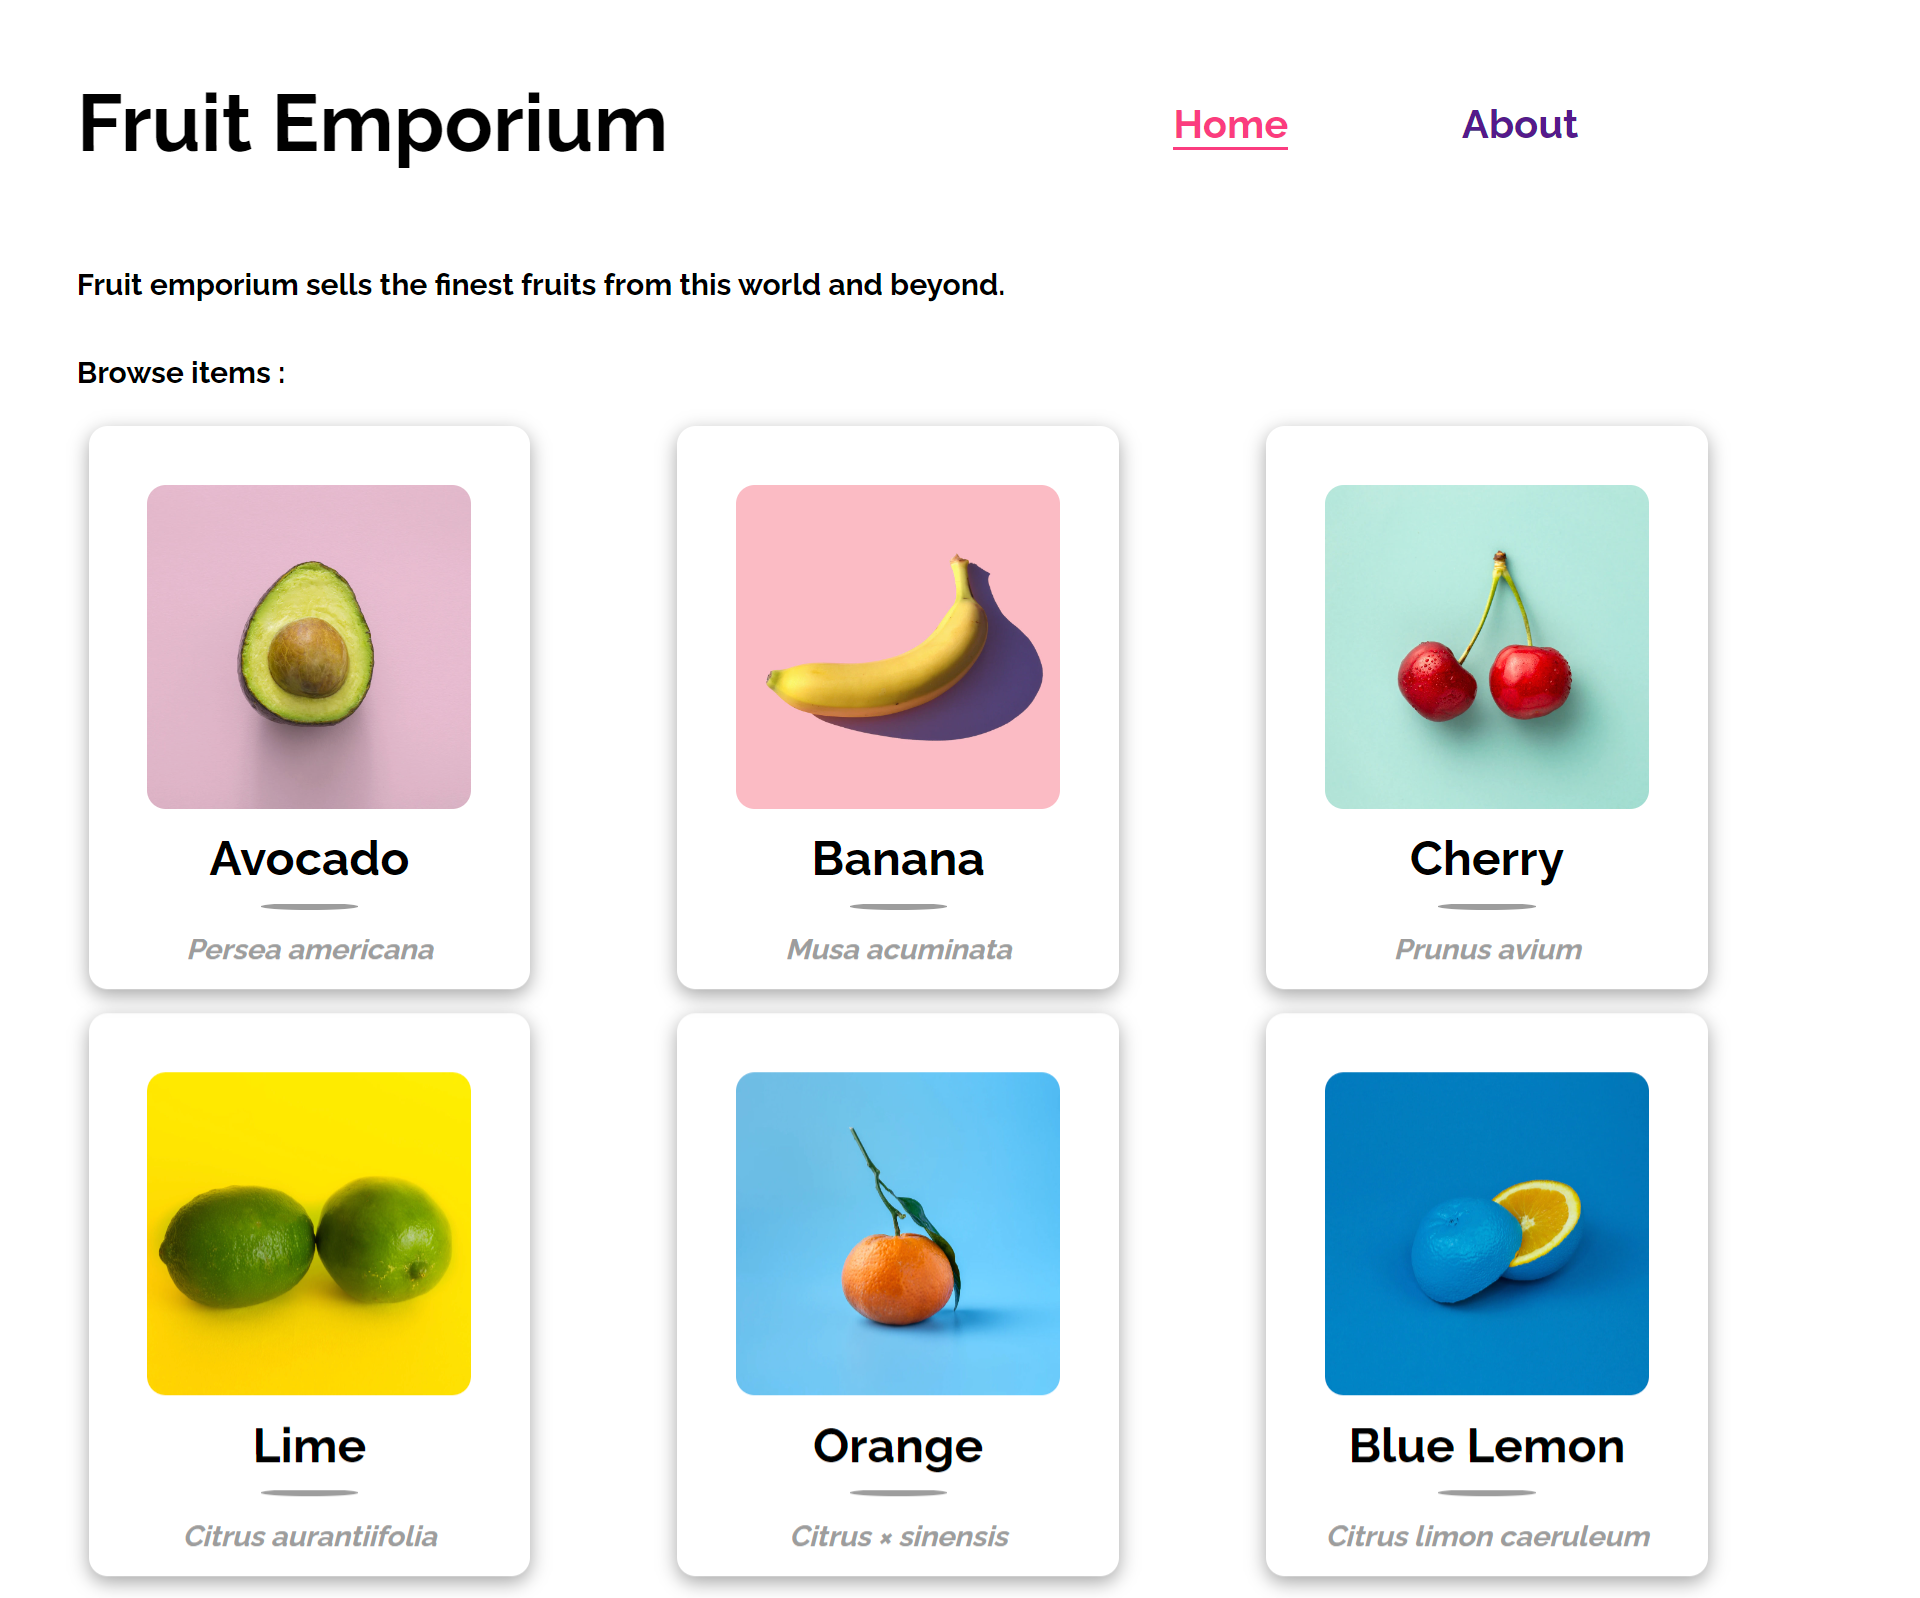 Fruit Emporium
Home
About
Fruit emporium sells the finest fruits from this world and beyond.
Browse items :
Avocado
Persea americana
Banana
Musa acuminata
Cherry
Prunus avium
Lime
Citrus aurantiifolia
Orange
Citrus × sinensis
Blue Lemon
Citrus limon caeruleum